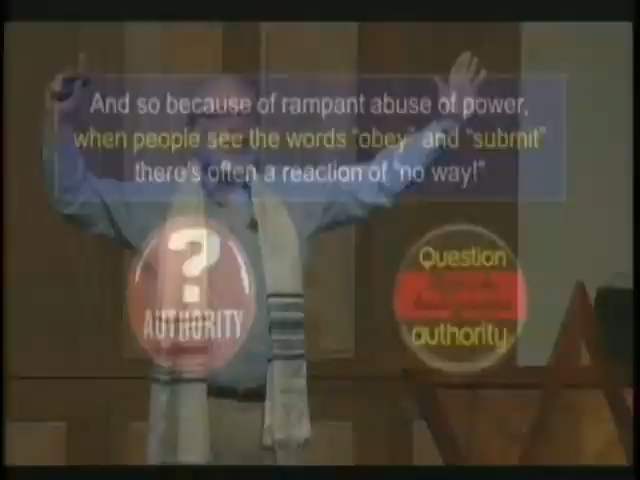 And so because of rampant abuse of power,
when people see the words "obey" and "submit"
there's often a reaction of "no way!"
?
AUTHORITY
Question
authority